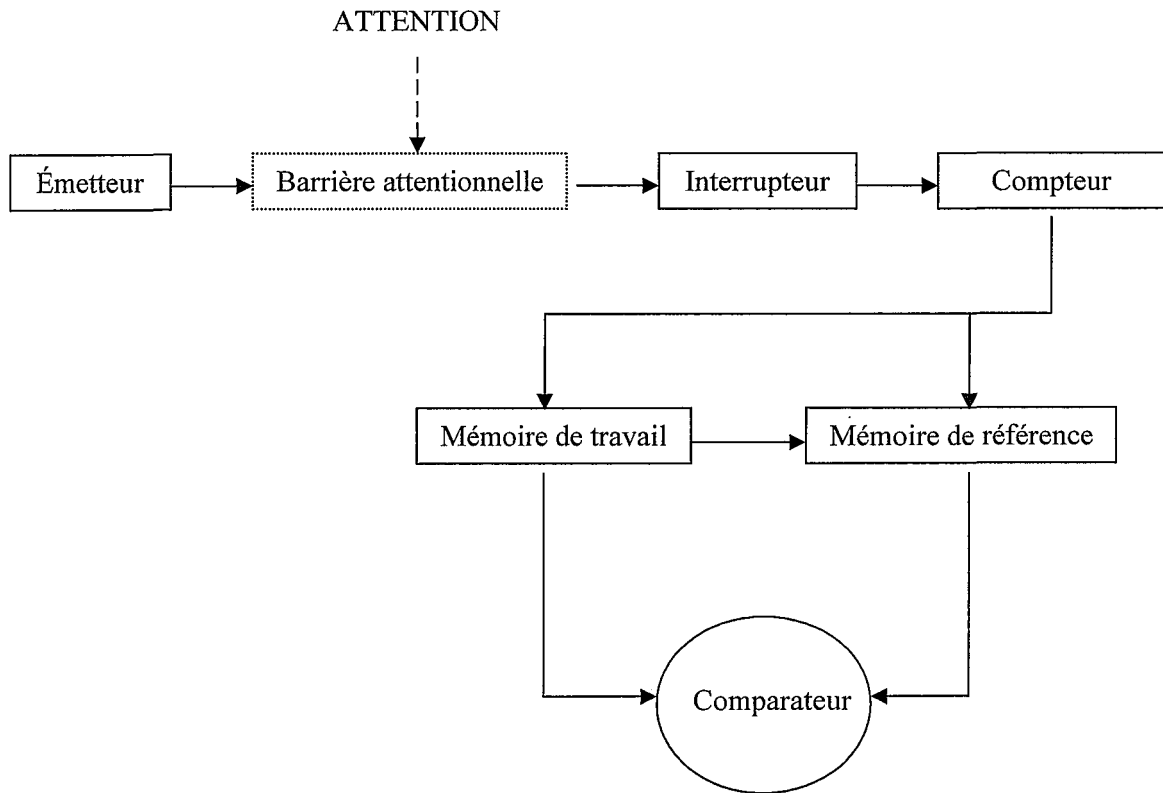 ATTENTION
Émetteur
Barrière attentionnelle
Interrupteur
Compteur
Mémoire de travail
Mémoire de référence
Comparateur